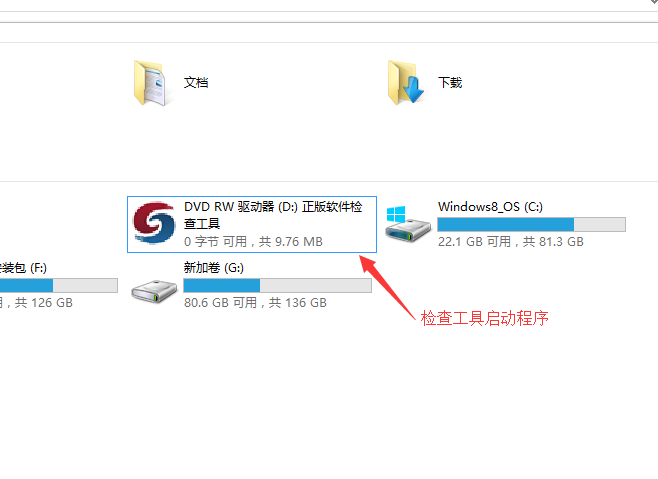 文档
下载
DVD RW 驱动器 (D:) 正版软件检
查工具
0 字节 可用，共 9.76 MB
Windows8_OS (C:)
22.1 GB 可用，共 81.3 GB
装包 (F:)
，共 126 GB
新加卷 (G:)
80.6 GB 可用，共 136 GB
检查工具启动程序